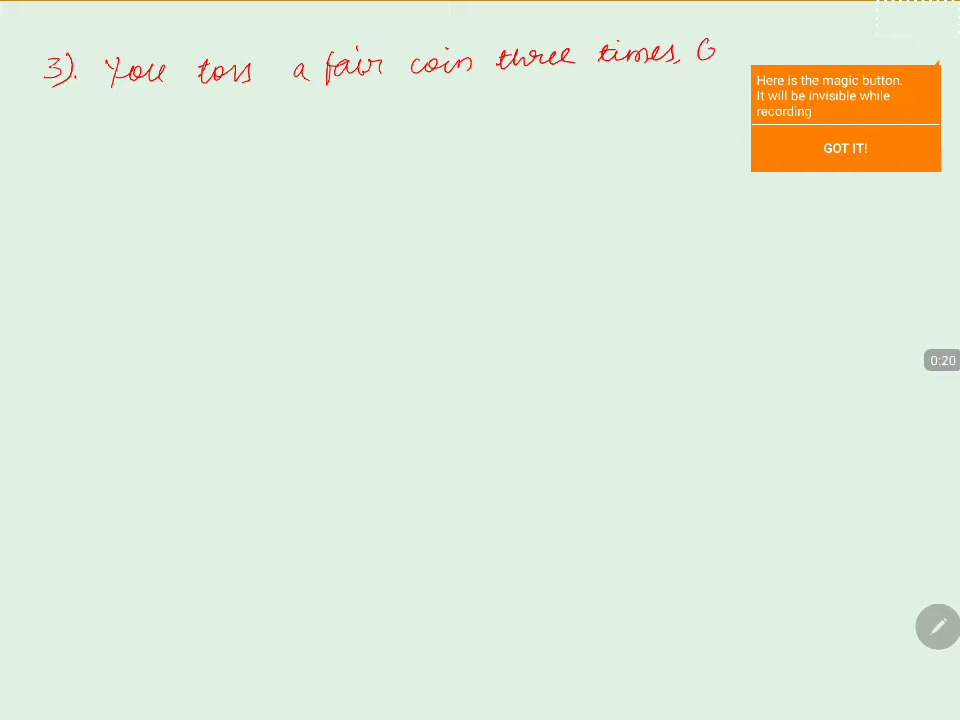 3). You toss a fair coin three times,
Here is the magic button.
It will be invisible while
recording
GOT IT!
0:20